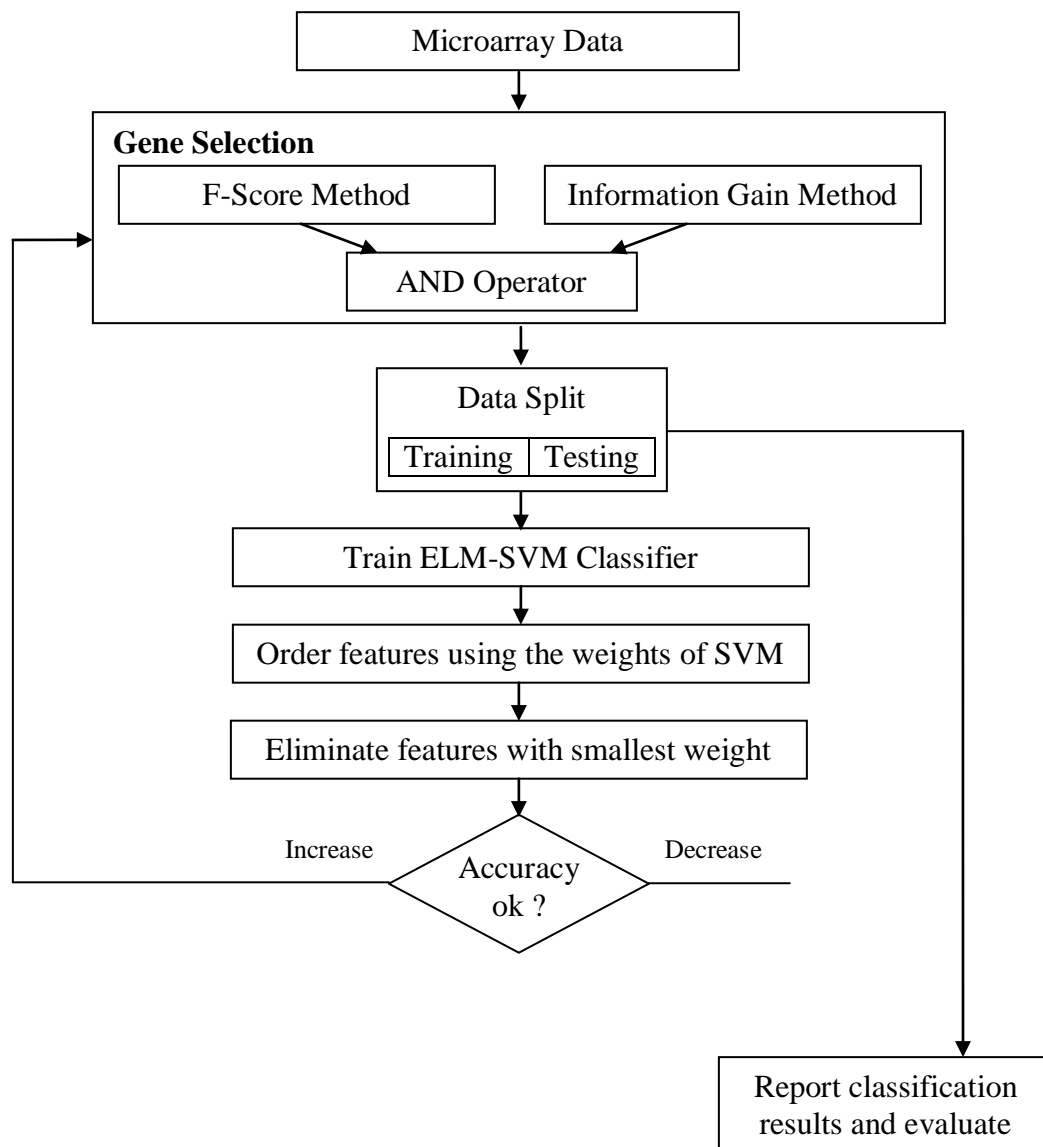 Microarray Data
Gene Selection
F-Score Method
Information Gain Method
AND Operator
Data Split
Training
Testing
Train ELM-SVM Classifier
Order features using the weights of SVM
Eliminate features with smallest weight
Increase
Accuracy
ok ?
Decrease
Report classification
results and evaluate